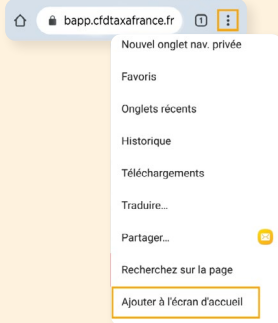 bapp.cfdtaxafrance.fr 1
Nouvel onglet nav. privée
Favoris
Onglets récents
Historique
Téléchargements
Traduire...
Partager...
Recherchez sur la page
Ajouter à l'écran d'accueil